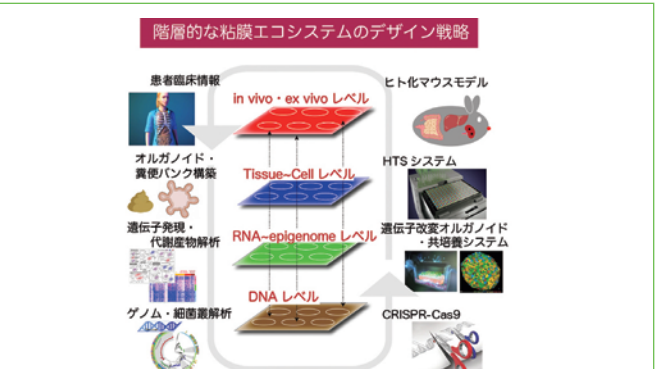 階層的な粘膜エコシステムのデザイン戦略
患者臨床情報
in vivo・ex vivo レベル
ヒト化マウスモデル
オルガノイド・
糞便バンク構築
Tissue~Cell レベル
HTS システム
遺伝子発現・
代謝産物解析
RNA~epigenome レベル
遺伝子改変オルガノイド
・共培養システム
DNA レベル
ゲノム・細菌叢解析
CRISPR-Cas9